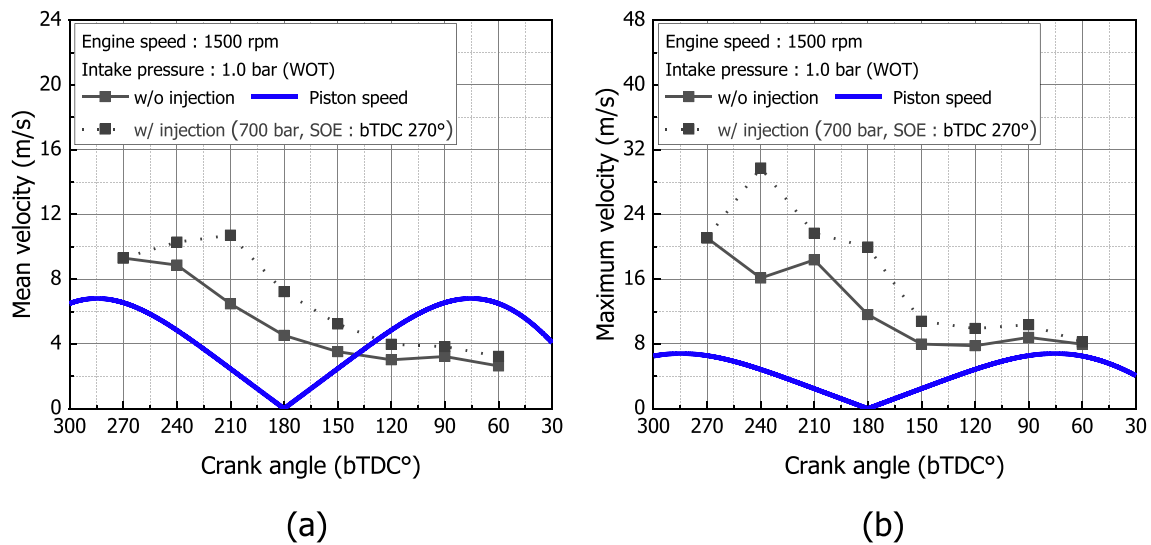 24
20
16
12
8
4
0
Mean velocity (m/s)
Engine speed : 1500 rpm
Intake pressure : 1.0 bar (WOT)
w/o injection Piston speed
w/ injection (700 bar, SOE : bTDC 270°)
300 270 240 210 180 150 120 90 60 30
Crank angle (bTDC°)
(a)
48
40
32
24
16
8
0
Maximum velocity (m/s)
Engine speed : 1500 rpm
Intake pressure : 1.0 bar (WOT)
w/o injection Piston speed
w/ injection (700 bar, SOE : bTDC 270°)
300 270 240 210 180 150 120 90 60 30
Crank angle (bTDC°)
(b)